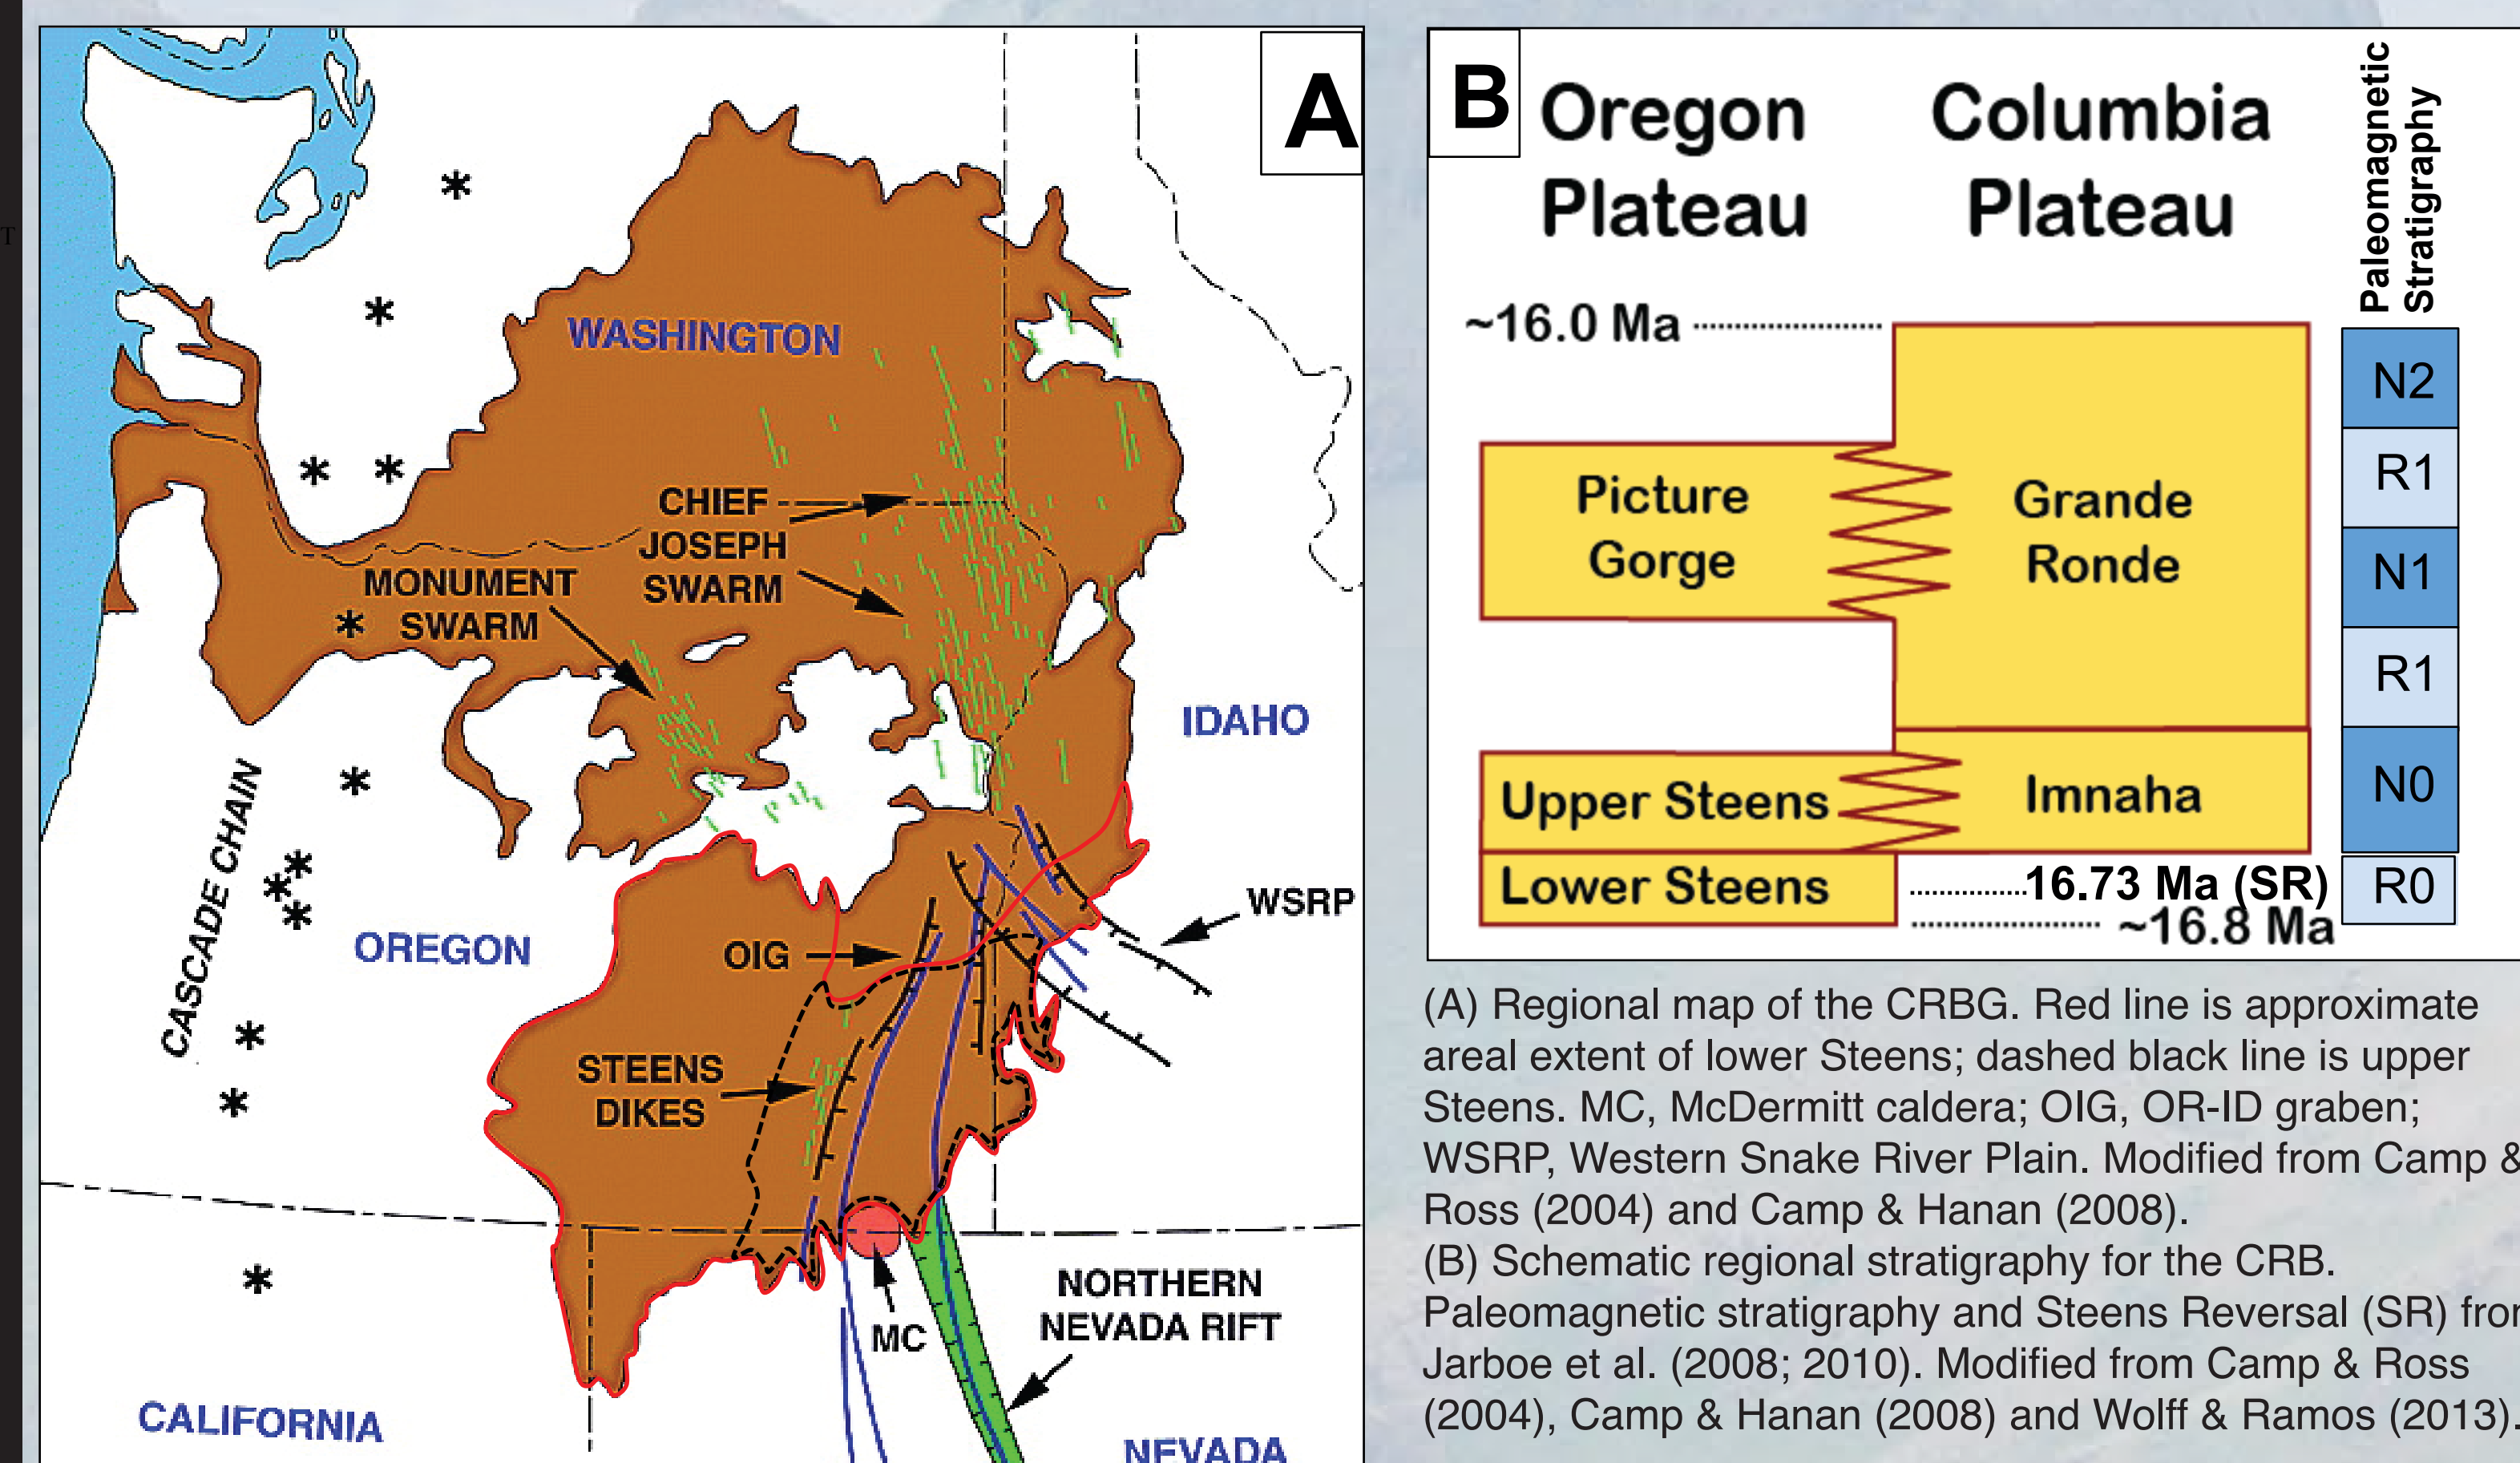 T
A
WASHINGTON
CHIEF
JOSEPH
SWARM
MONUMENT
SWARM
IDAHO
CASCADE CHAIN
WSRP
OREGON
OIG
STEENS
DIKES
NORTHERN
NEVADA RIFT
MC
CALIFORNIA
NEVADA
B
Oregon
Plateau
Columbia
Plateau
Paleomagnetic
Stratigraphy
~16.0 Ma
N2
R1
Picture
Gorge
Grande
Ronde
N1
R1
Upper Steens
Imnaha
N0
Lower Steens
16.73 Ma (SR)
R0
~16.8 Ma
(A) Regional map of the CRBG. Red line is approximate
areal extent of lower Steens; dashed black line is upper
Steens. MC, McDermitt caldera; OIG, OR-ID graben;
WSRP, Western Snake River Plain. Modified from Camp &
Ross (2004) and Camp & Hanan (2008).
(B) Schematic regional stratigraphy for the CRB.
Paleomagnetic stratigraphy and Steens Reversal (SR) from
Jarboe et al. (2008; 2010). Modified from Camp & Ross
(2004), Camp & Hanan (2008) and Wolff & Ramos (2013).